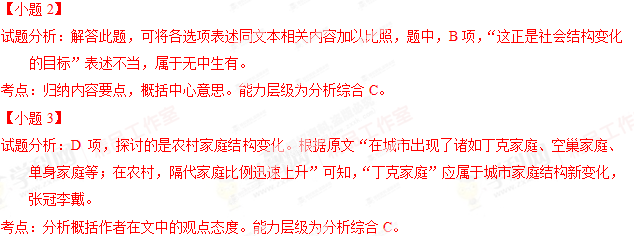 【小题2】
试题分析：解答此题，可将各选项表述同文本相关内容加以比照，题中，B项，“这正是社会结构变化
的目标”表述不当，属于无中生有。
考点：归纳内容要点，概括中心意思。能力层级为分析综合C。
【小题3】
试题分析：D 项，探讨的是农村家庭结构变化。根据原文“在城市出现了诸如丁克家庭、空巢家庭、
单身家庭等；在农村，隔代家庭比例迅速上升”可知，“丁克家庭”应属于城市家庭结构新变化，
张冠李戴。
考点：分析概括作者在文中的观点态度。能力层级为分析综合C。